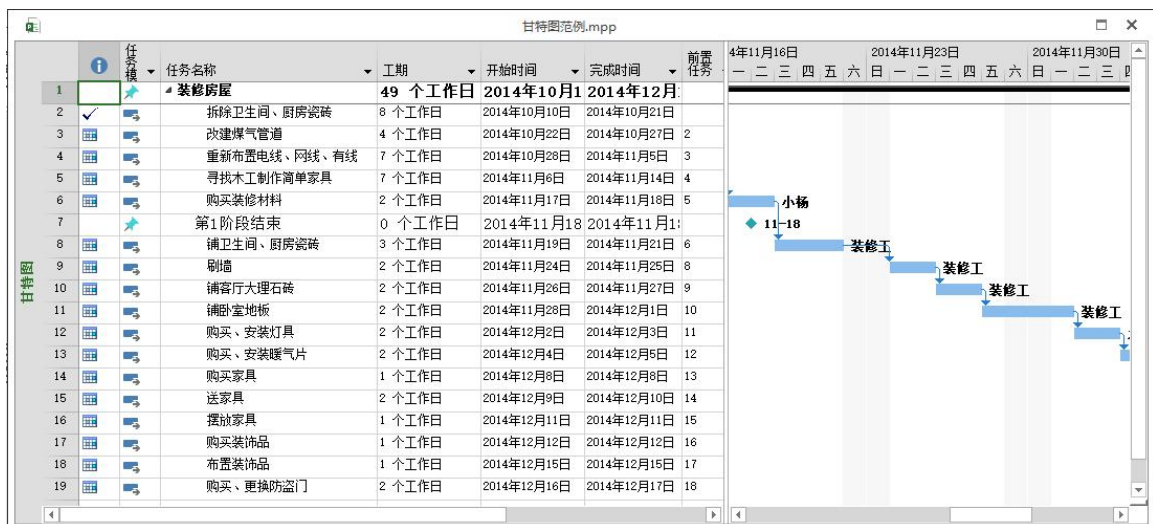 甘特图范例.mpp
任务模 任务名称 工期 开始时间 完成时间 前置任务
4年11月16日 2014年11月23日 2014年11月30日
一 二 三 四 五 六 日 一 二 三 四 五 六 日 一 二 三
1 装修房屋 49 个工作日 2014年10月1 2014年12月
2 拆除卫生间、厨房瓷砖 8 个工作日 2014年10月10日 2014年10月21日
3 改建煤气管道 4 个工作日 2014年10月22日 2014年10月27日 2
4 重新布置电线、网线、有线 7 个工作日 2014年10月28日 2014年11月5日 3
5 寻找木工制作简单家具 7 个工作日 2014年11月6日 2014年11月14日 4
6 购买装修材料 2 个工作日 2014年11月17日 2014年11月18日 5 小杨
7 第1阶段结束 0 个工作日 2014年11月18 2014年11月1 11-18
8 铺卫生间、厨房瓷砖 3 个工作日 2014年11月19日 2014年11月21日 6 装修工
9 刷墙 2 个工作日 2014年11月24日 2014年11月25日 8 装修工
10 铺客厅大理石砖 2 个工作日 2014年11月26日 2014年11月27日 9 装修工
11 铺卧室地板 2 个工作日 2014年11月28日 2014年12月1日 10 装修工
12 购买、安装灯具 2 个工作日 2014年12月2日 2014年12月3日 11
13 购买、安装暖气片 2 个工作日 2014年12月4日 2014年12月5日 12
14 购买家具 1 个工作日 2014年12月8日 2014年12月8日 13
15 送家具 2 个工作日 2014年12月9日 2014年12月10日 14
16 摆放家具 1 个工作日 2014年12月11日 2014年12月11日 15
17 购买装饰品 1 个工作日 2014年12月12日 2014年12月12日 16
18 布置装饰品 1 个工作日 2014年12月15日 2014年12月15日 17
19 购买、更换防盗门 2 个工作日 2014年12月16日 2014年12月17日 18
甘特图